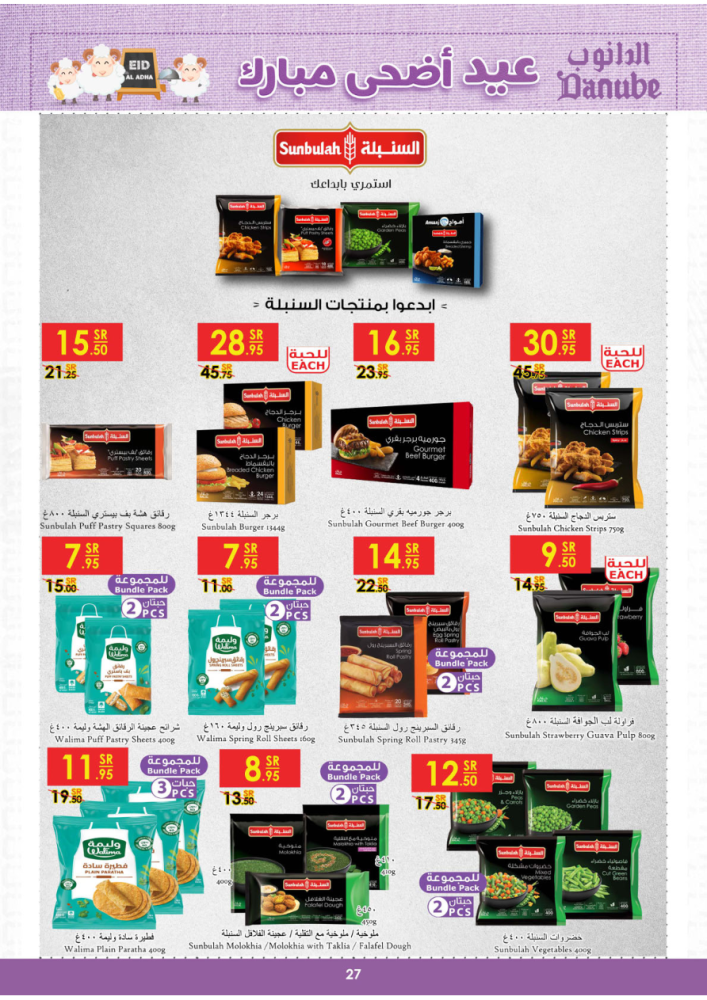 EID
AL ADHA
عيد أضحى مبارك
الدانوب
Danube
Sunbulah السنبلة
استمري بابداعك
> ابدعوا بمنتجات السنبلة <
15.50 SR
21.25
28.95 SR
45.75
للحبة
EACH
16.95 SR
23.95
30.95 SR
45.75
للحبة
EACH
رقائق هشة بف بيستري السنبلة ٨٠٠غ
Sunbulah Puff Pastry Squares 800g
برجر السنبلة ١٣٤٤غ
Sunbulah Burger 1344g
برجر جورميه بقري السنبلة ٤٠٠غ
Sunbulah Gourmet Beef Burger 400g
ستربس الدجاج السنبلة ٧٥٠غ
Sunbulah Chicken Strips 750g
7.95 SR
15.00
للمجموعة
Bundle Pack
2 حبتان PCS
7.95 SR
11.00
للمجموعة
Bundle Pack
2 حبتان PCS
14.95 SR
22.50
للمجموعة
Bundle Pack
2 حبتان PCS
9.50 SR
14.95
للحبة
EACH
شرائح عجينة الرقائق الهشة وليمة ٤٠٠غ
Walima Puff Pastry Sheets 400g
رقائق سبرينج رول وليمة ١٦٠غ
Walima Spring Roll Sheets 160g
رقائق السبرينج رول السنبلة ٣٤٥غ
Sunbulah Spring Roll Pastry 345g
فراولة لب الجوافة السنبلة ٨٠٠غ
Sunbulah Strawberry Guava Pulp 800g
11.95 SR
19.50
للمجموعة
Bundle Pack
3 حبات PCS
8.95 SR
13.50
للمجموعة
Bundle Pack
2 حبتان PCS
12.50 SR
17.50
للمجموعة
Bundle Pack
2 حبتان PCS
٤٠٠غ
400g
٤١٠غ
410g
٤٥٠غ
450g
فطيرة سادة وليمة ٤٠٠غ
Walima Plain Paratha 400g
ملوخية / ملوخية مع التقلية / عجينة الفلافل السنبلة
Sunbulah Molokhia /Molokhia with Taklia / Falafel Dough
خضروات السنبلة ٤٠٠غ
Sunbulah Vegetables 400g
27